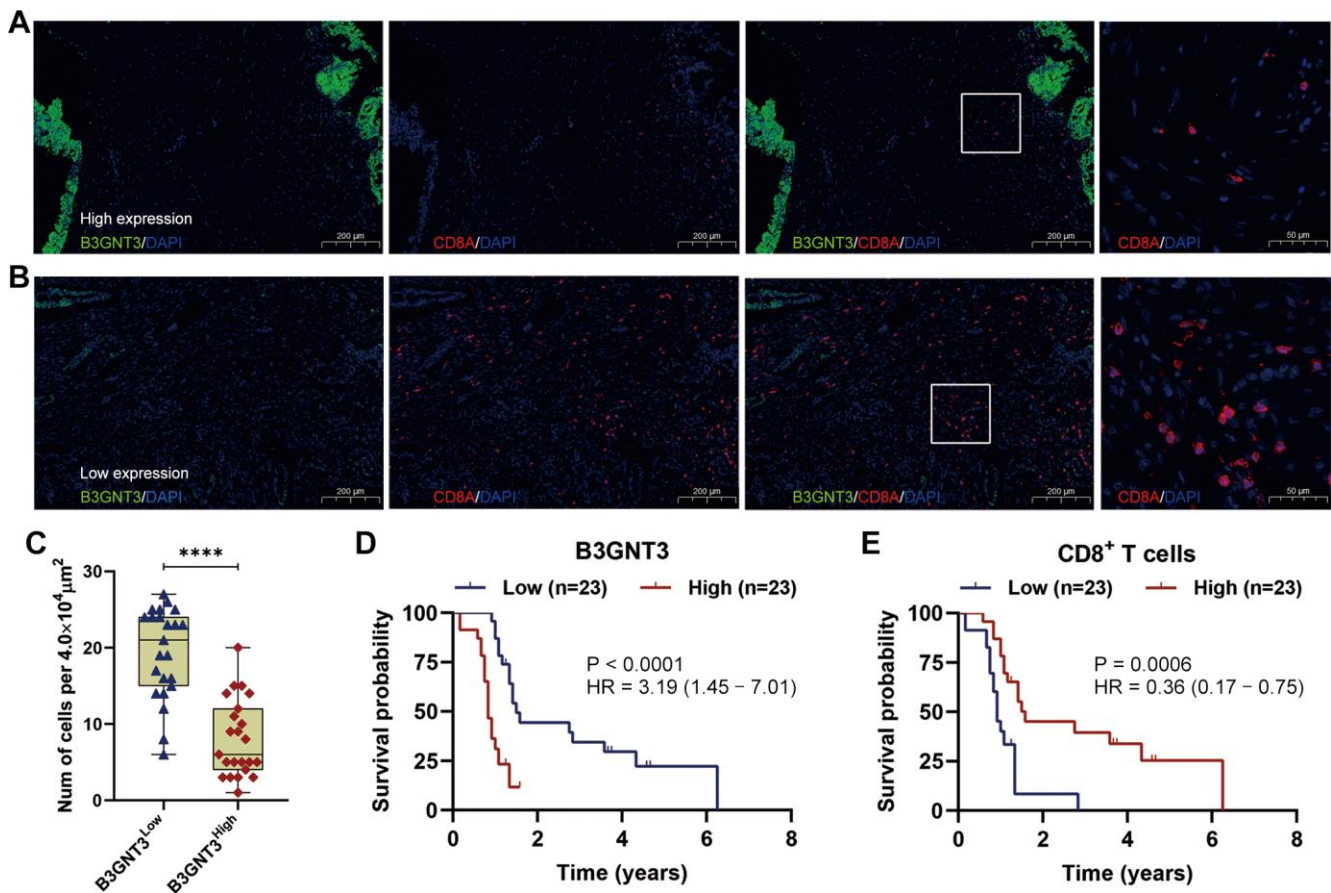 A
High expression
B3GNT3/DAPI
200 μm
CD8A/DAPI
200 μm
B3GNT3/CD8A/DAPI
200 μm
CD8A/DAPI
50 μm
B
Low expression
B3GNT3/DAPI
200 μm
CD8A/DAPI
200 μm
B3GNT3/CD8A/DAPI
200 μm
CD8A/DAPI
50 μm
C
****
Num of cells per 4.0×10⁴μm²
30
20
10
0
B3GNT3ᴸᵒʷ
B3GNT3ᴴⁱᵍʰ
D
B3GNT3
Low (n=23) High (n=23)
P < 0.0001
HR = 3.19 (1.45 – 7.01)
Survival probability
100
75
50
25
0
0 2 4 6 8
Time (years)
E
CD8⁺ T cells
Low (n=23) High (n=23)
P = 0.0006
HR = 0.36 (0.17 – 0.75)
Survival probability
100
75
50
25
0
0 2 4 6 8
Time (years)